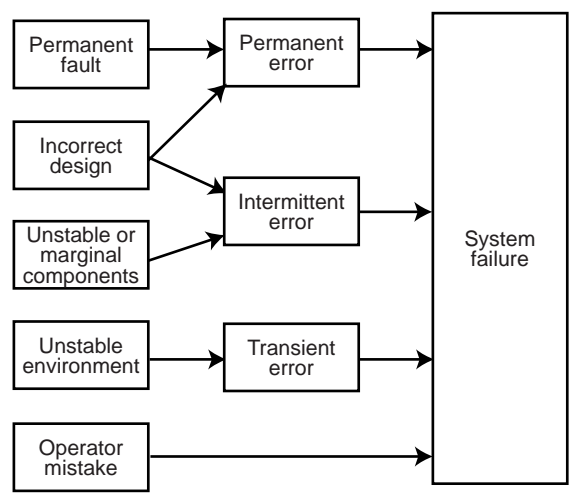 Permanent
fault
Permanent
error
Incorrect
design
Intermittent
error
Unstable or
marginal
components
System
failure
Unstable
environment
Transient
error
Operator
mistake